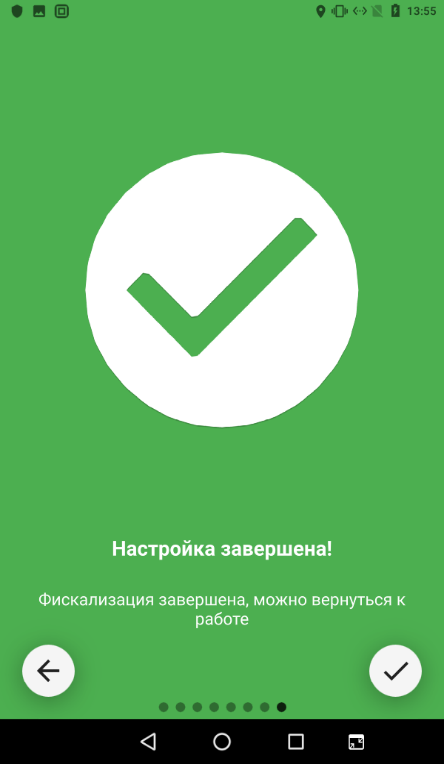 13:55
Настройка завершена!
Фискализация завершена, можно вернуться к
работе